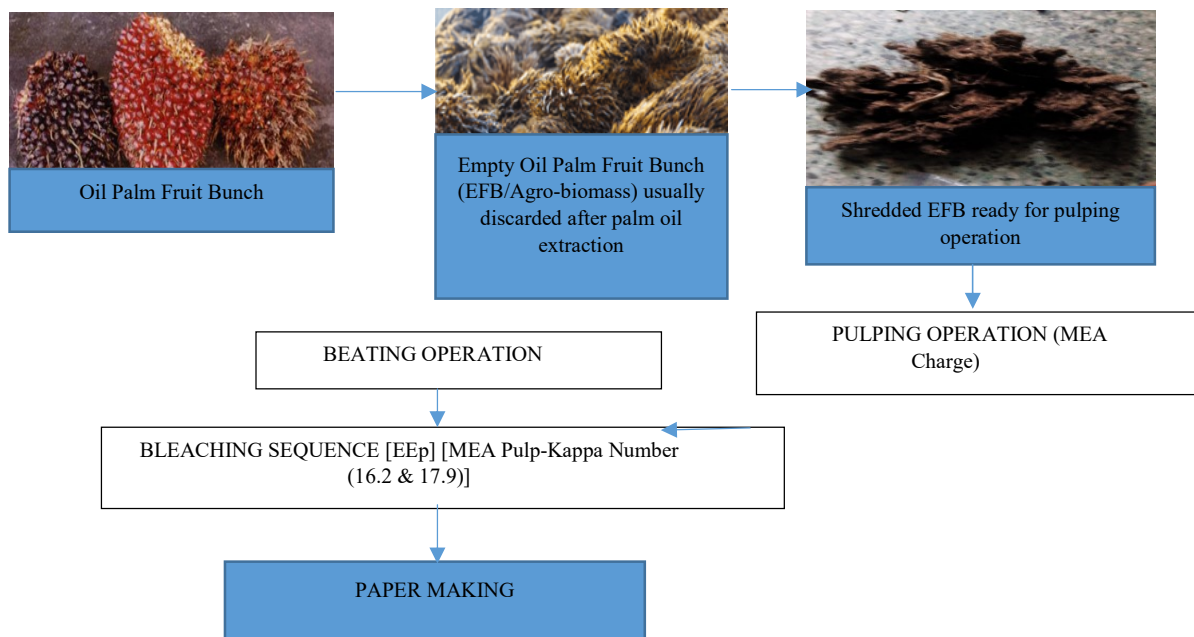 Oil Palm Fruit Bunch
Empty Oil Palm Fruit Bunch
(EFB/Agro-biomass) usually
discarded after palm oil
extraction
Shredded EFB ready for pulping
operation
PULPING OPERATION (MEA
Charge)
BEATING OPERATION
BLEACHING SEQUENCE [EEp] [MEA Pulp-Kappa Number
(16.2 & 17.9)]
PAPER MAKING